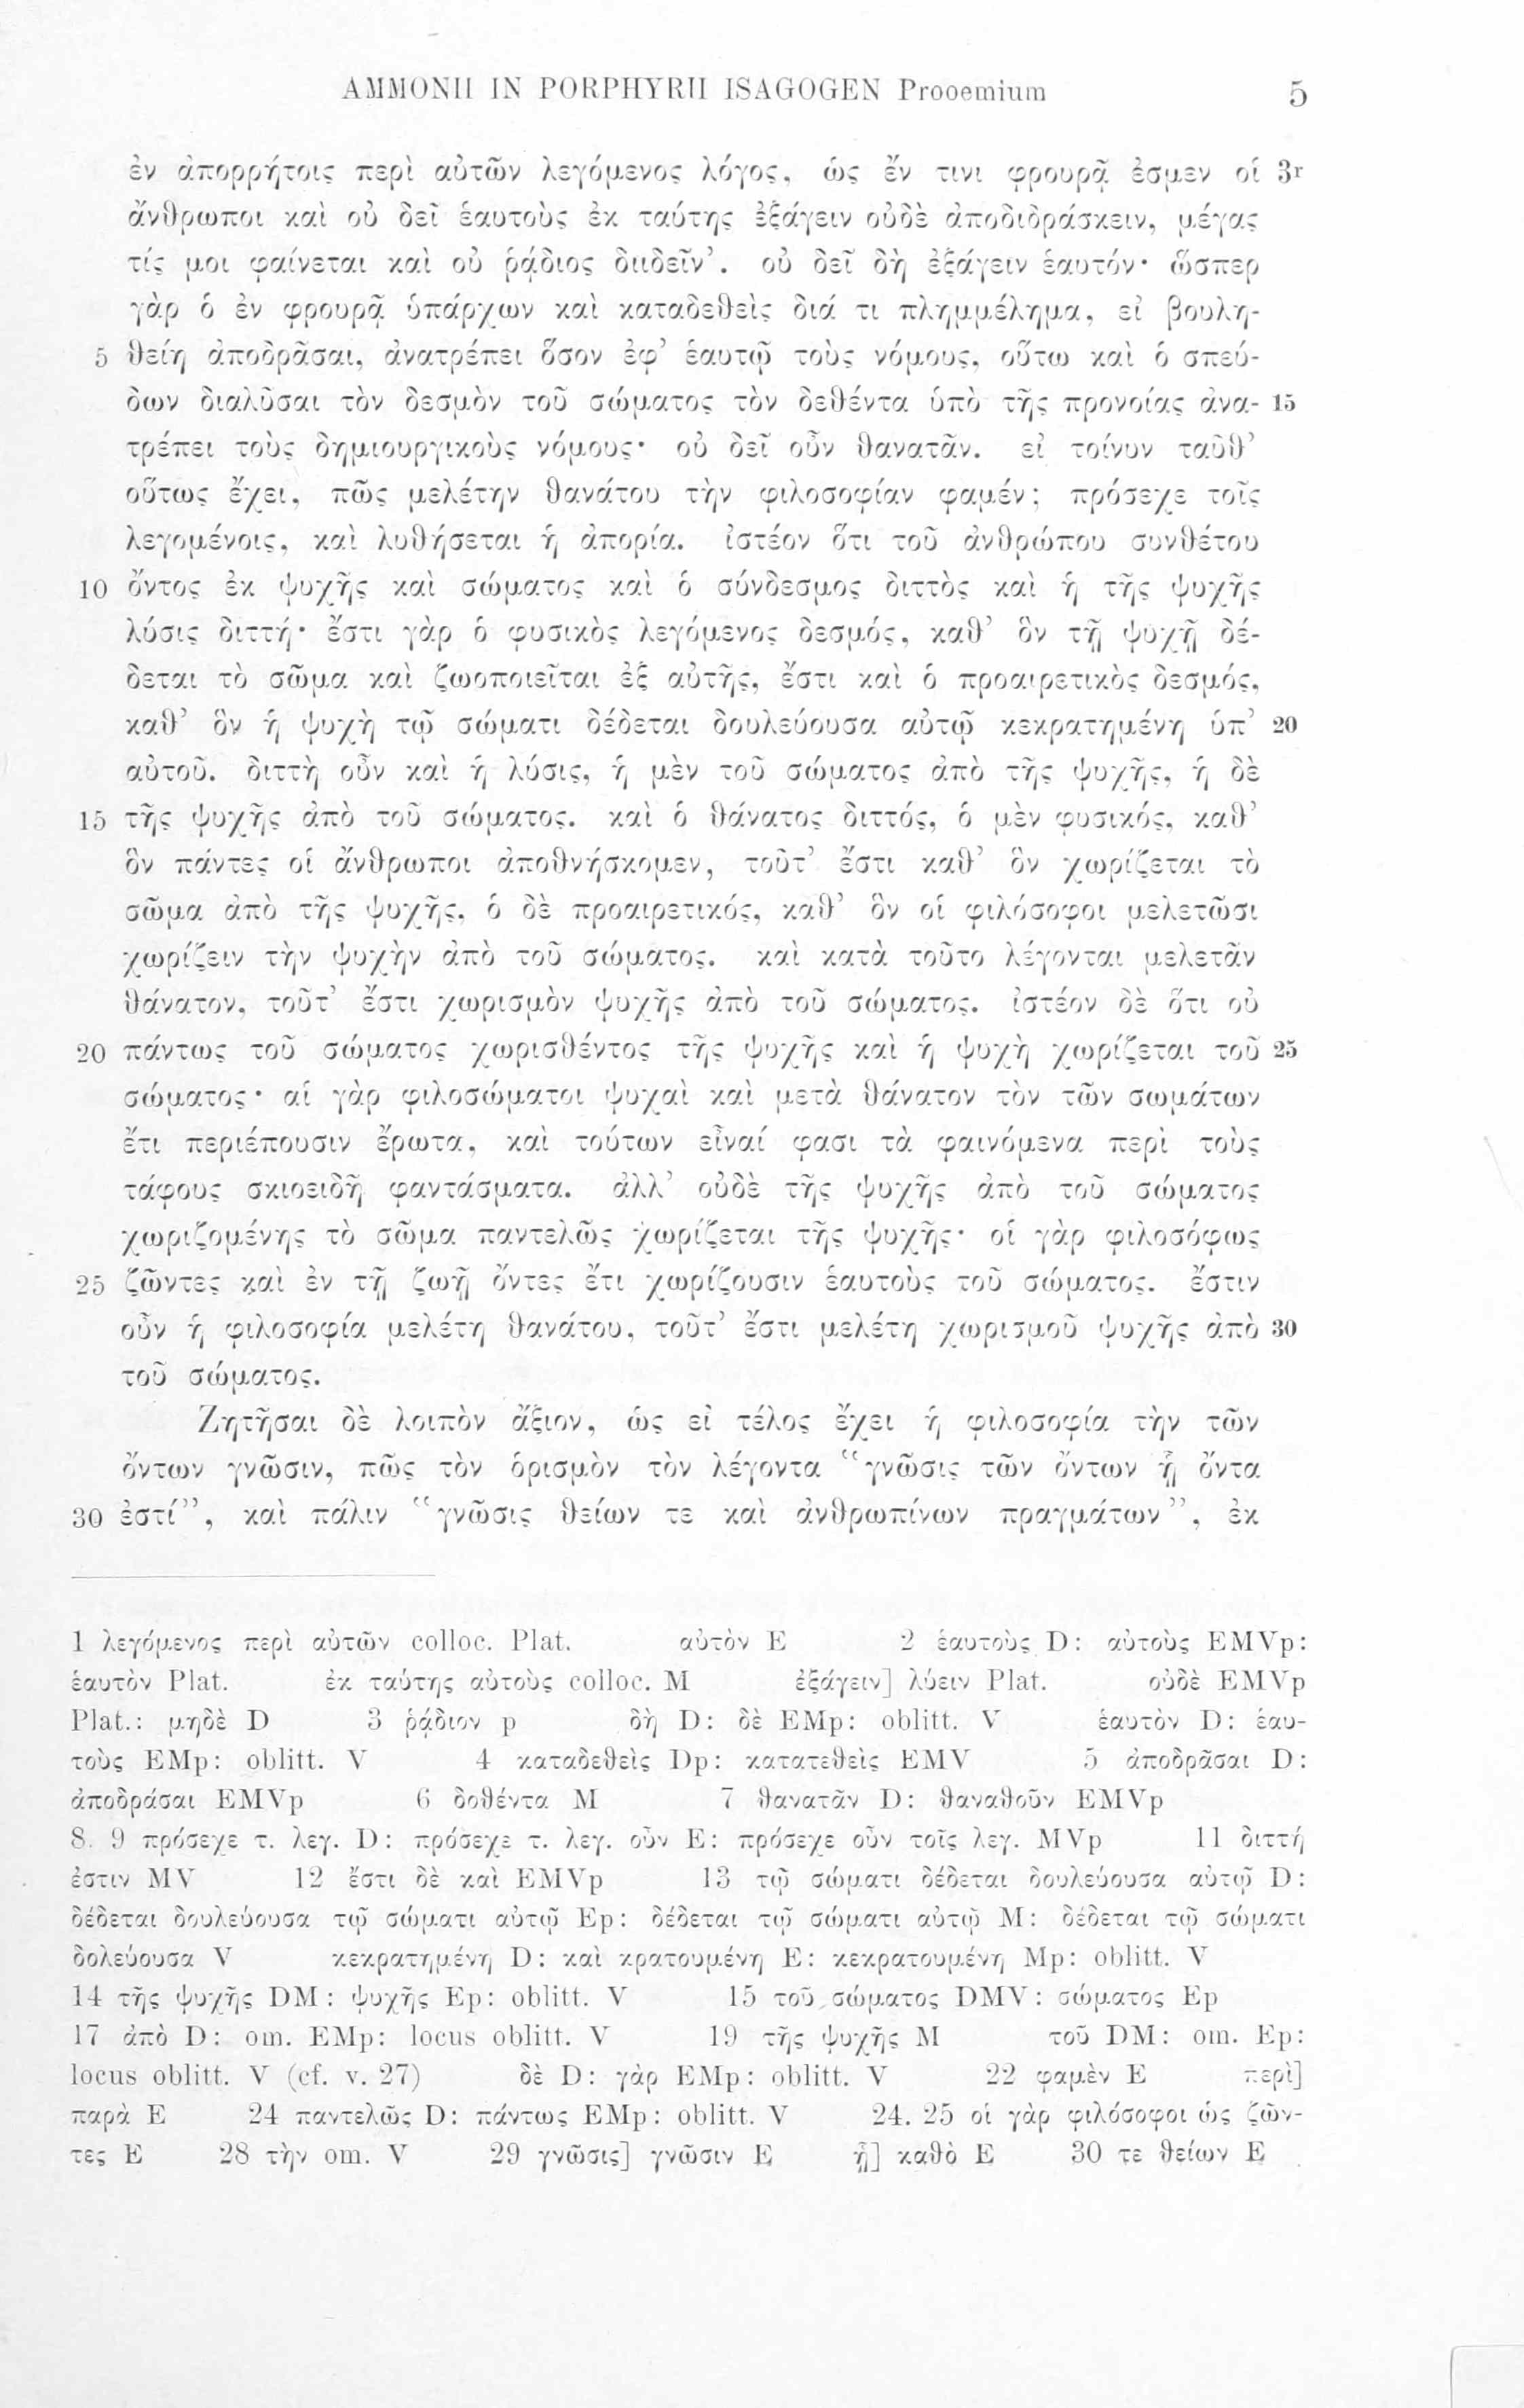 AMMONII IN PORPHYRII ISAGOGEN Prooemium 5
ἐν ἀπορρήτοις περὶ αὐτῶν λεγόμενος λόγος, ὡς ἔν τινι φρουρᾷ ἐσμεν οἱ 3r
ἄνθρωποι καὶ οὐ δεῖ ἑαυτοὺς ἐκ ταύτης ἐξάγειν οὐδὲ ἀποδιδράσκειν, μέγας
τίς μοι φαίνεται καὶ οὐ ῥᾴδιος διιδεῖν’. οὐ δεῖ δὴ ἐξάγειν ἑαυτόν· ὥσπερ
γὰρ ὁ ἐν φρουρᾷ ὑπάρχων καὶ καταδεθεὶς διά τι πλημμέλημα, εἰ βουλη-
5 θείη ἀποδρᾶσαι, ἀνατρέπει ὅσον ἐφ’ ἑαυτῷ τοὺς νόμους, οὕτω καὶ ὁ σπεύ-
δων διαλῦσαι τὸν δεσμὸν τοῦ σώματος τὸν δεθέντα ὑπὸ τῆς προνοίας ἀνα- 15
τρέπει τοὺς δημιουργικοὺς νόμους· οὐ δεῖ οὖν θανατᾶν. εἰ τοίνυν ταῦθ’
οὕτως ἔχει, πῶς μελέτην θανάτου τὴν φιλοσοφίαν φαμέν; πρόσεχε τοῖς
λεγομένοις, καὶ λυθήσεται ἡ ἀπορία. ἰστέον ὅτι τοῦ ἀνθρώπου συνθέτου
10 ὄντος ἐκ ψυχῆς καὶ σώματος καὶ ὁ σύνδεσμος διττὸς καὶ ἡ τῆς ψυχῆς
λύσις διττή· ἔστι γὰρ ὁ φυσικὸς λεγόμενος δεσμός, καθ’ ὃν τῇ ψυχῇ δέ-
δεται τὸ σῶμα καὶ ζωοποιεῖται ἐξ αὐτῆς, ἔστι καὶ ὁ προαιρετικὸς δεσμός,
καθ’ ὃν ἡ ψυχὴ τῷ σώματι δέδεται δουλεύουσα αὐτῷ κεκρατημένη ὑπ’ 20
αὐτοῦ. διττὴ οὖν καὶ ἡ λύσις, ἡ μὲν τοῦ σώματος ἀπὸ τῆς ψυχῆς, ἡ δὲ
15 τῆς ψυχῆς ἀπὸ τοῦ σώματος. καὶ ὁ θάνατος διττός, ὁ μὲν φυσικός, καθ’
ὃν πάντες οἱ ἄνθρωποι ἀποθνήσκομεν, τοῦτ’ ἔστι καθ’ ὃν χωρίζεται τὸ
σῶμα ἀπὸ τῆς ψυχῆς, ὁ δὲ προαιρετικός, καθ’ ὃν οἱ φιλόσοφοι μελετῶσι
χωρίζειν τὴν ψυχὴν ἀπὸ τοῦ σώματος. καὶ κατὰ τοῦτο λέγονται μελετᾶν
θάνατον, τοῦτ’ ἔστι χωρισμὸν ψυχῆς ἀπὸ τοῦ σώματος. ἰστέον δὲ ὅτι οὐ
20 πάντως τοῦ σώματος χωρισθέντος τῆς ψυχῆς καὶ ἡ ψυχὴ χωρίζεται τοῦ 25
σώματος· αἱ γὰρ φιλοσώματοι ψυχαὶ καὶ μετὰ θάνατον τὸν τῶν σωμάτων
ἔτι περιέπουσιν ἔρωτα, καὶ τούτων εἶναί φασι τὰ φαινόμενα περὶ τοὺς
τάφους σκιοειδῆ φαντάσματα. ἀλλ’ οὐδὲ τῆς ψυχῆς ἀπὸ τοῦ σώματος
χωριζομένης τὸ σῶμα παντελῶς χωρίζεται τῆς ψυχῆς· οἱ γὰρ φιλοσόφως
25 ζῶντες καὶ ἐν τῇ ζωῇ ὄντες ἔτι χωρίζουσιν ἑαυτοὺς τοῦ σώματος. ἔστιν
οὖν ἡ φιλοσοφία μελέτη θανάτου, τοῦτ’ ἔστι μελέτη χωρισμοῦ ψυχῆς ἀπὸ 30
τοῦ σώματος.
Ζητῆσαι δὲ λοιπὸν ἄξιον, ὡς εἰ τέλος ἔχει ἡ φιλοσοφία τὴν τῶν
ὄντων γνῶσιν, πῶς τὸν ὁρισμὸν τὸν λέγοντα “γνῶσις τῶν ὄντων ᾗ ὄντα
30 ἐστί”, καὶ πάλιν “γνῶσις θείων τε καὶ ἀνθρωπίνων πραγμάτων”, ἐκ
1 λεγόμενος περὶ αὐτῶν colloc. Plat. αὐτὸν E 2 ἑαυτοὺς D: αὐτοὺς EMVp:
ἑαυτὸν Plat. ἐκ ταύτης αὐτοὺς colloc. M ἐξάγειν] λύειν Plat. οὐδὲ EMVp
Plat.: μηδὲ D 3 ῥᾴδιον p δὴ D: δὲ EMp: oblitt. V ἑαυτὸν D: ἑαυ-
τοὺς EMp: oblitt. V 4 καταδεθεὶς Dp: κατατεθεὶς EMV 5 ἀποδρᾶσαι D:
ἀποδράσαι EMVp 6 δοθέντα M 7 θανατᾶν D: θαναθοῦν EMVp
8. 9 πρόσεχε τ. λεγ. D: πρόσεχε τ. λεγ. οὖν E: πρόσεχε οὖν τοῖς λεγ. MVp 11 διττή
ἐστιν MV 12 ἔστι δὲ καὶ EMVp 13 τῷ σώματι δέδεται δουλεύουσα αὐτῷ D:
δέδεται δουλεύουσα τῷ σώματι αὐτῷ Ep: δέδεται τῷ σώματι αὐτῷ M: δέδεται τῷ σώματι
δολεύουσα V κεκρατημένη D: καὶ κρατουμένη E: κεκρατουμένη Mp: oblitt. V
14 τῆς ψυχῆς DM: ψυχῆς Ep: oblitt. V 15 τοῦ σώματος DMV: σώματος Ep
17 ἀπὸ D: om. EMp: locus oblitt. V 19 τῆς ψυχῆς M τοῦ DM: om. Ep:
locus oblitt. V (cf. v. 27) δὲ D: γὰρ EMp: oblitt. V 22 φαμὲν E περὶ]
παρὰ E 24 παντελῶς D: πάντως EMp: oblitt. V 24. 25 οἱ γὰρ φιλόσοφοι ὡς ζῶν-
τες E 28 τὴν om. V 29 γνῶσις] γνῶσιν E ᾗ] καθὸ E 30 τε θείων E